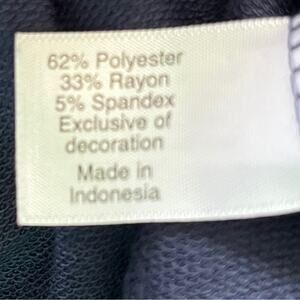 62% Polyester
33% Rayon
5% Spandex
Exclusive of
decoration
Made in
Indonesia